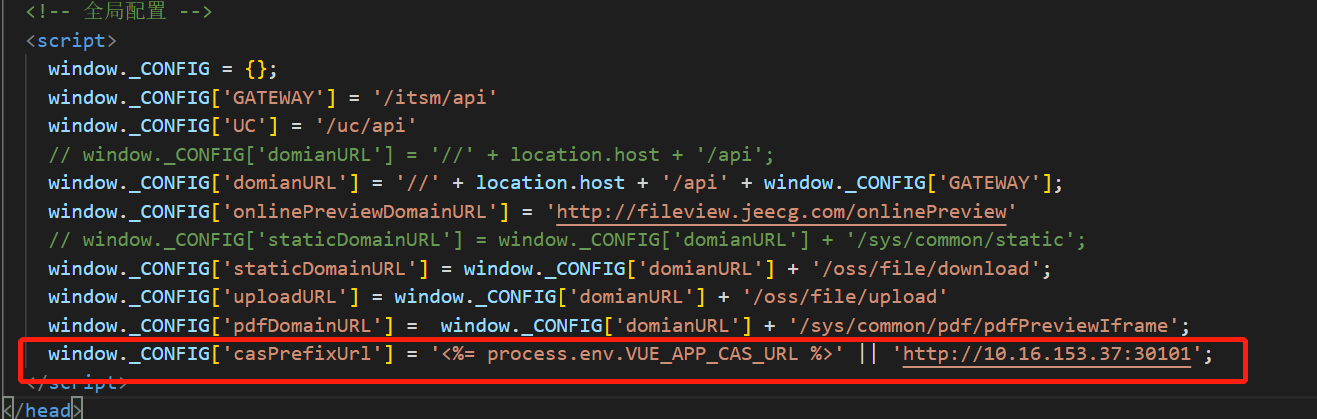 <!-- 全局配置 -->
<script>
window._CONFIG = {};
window._CONFIG['GATEWAY'] = '/itsm/api'
window._CONFIG['UC'] = '/uc/api'
// window._CONFIG['domianURL'] = '//' + location.host + '/api';
window._CONFIG['domianURL'] = '//' + location.host + '/api' + window._CONFIG['GATEWAY'];
window._CONFIG['onlinePreviewDomainURL'] = 'http://fileview.jeecg.com/onlinePreview'
// window._CONFIG['staticDomainURL'] = window._CONFIG['domianURL'] + '/sys/common/static';
window._CONFIG['staticDomainURL'] = window._CONFIG['domianURL'] + '/oss/file/download';
window._CONFIG['uploadURL'] = window._CONFIG['domianURL'] + '/oss/file/upload'
window._CONFIG['pdfDomainURL'] =  window._CONFIG['domianURL'] + '/sys/common/pdf/pdfPreviewIframe';
window._CONFIG['casPrefixUrl'] = '<%= process.env.VUE_APP_CAS_URL %>' || 'http://10.16.153.37:30101';
</script>
</head>